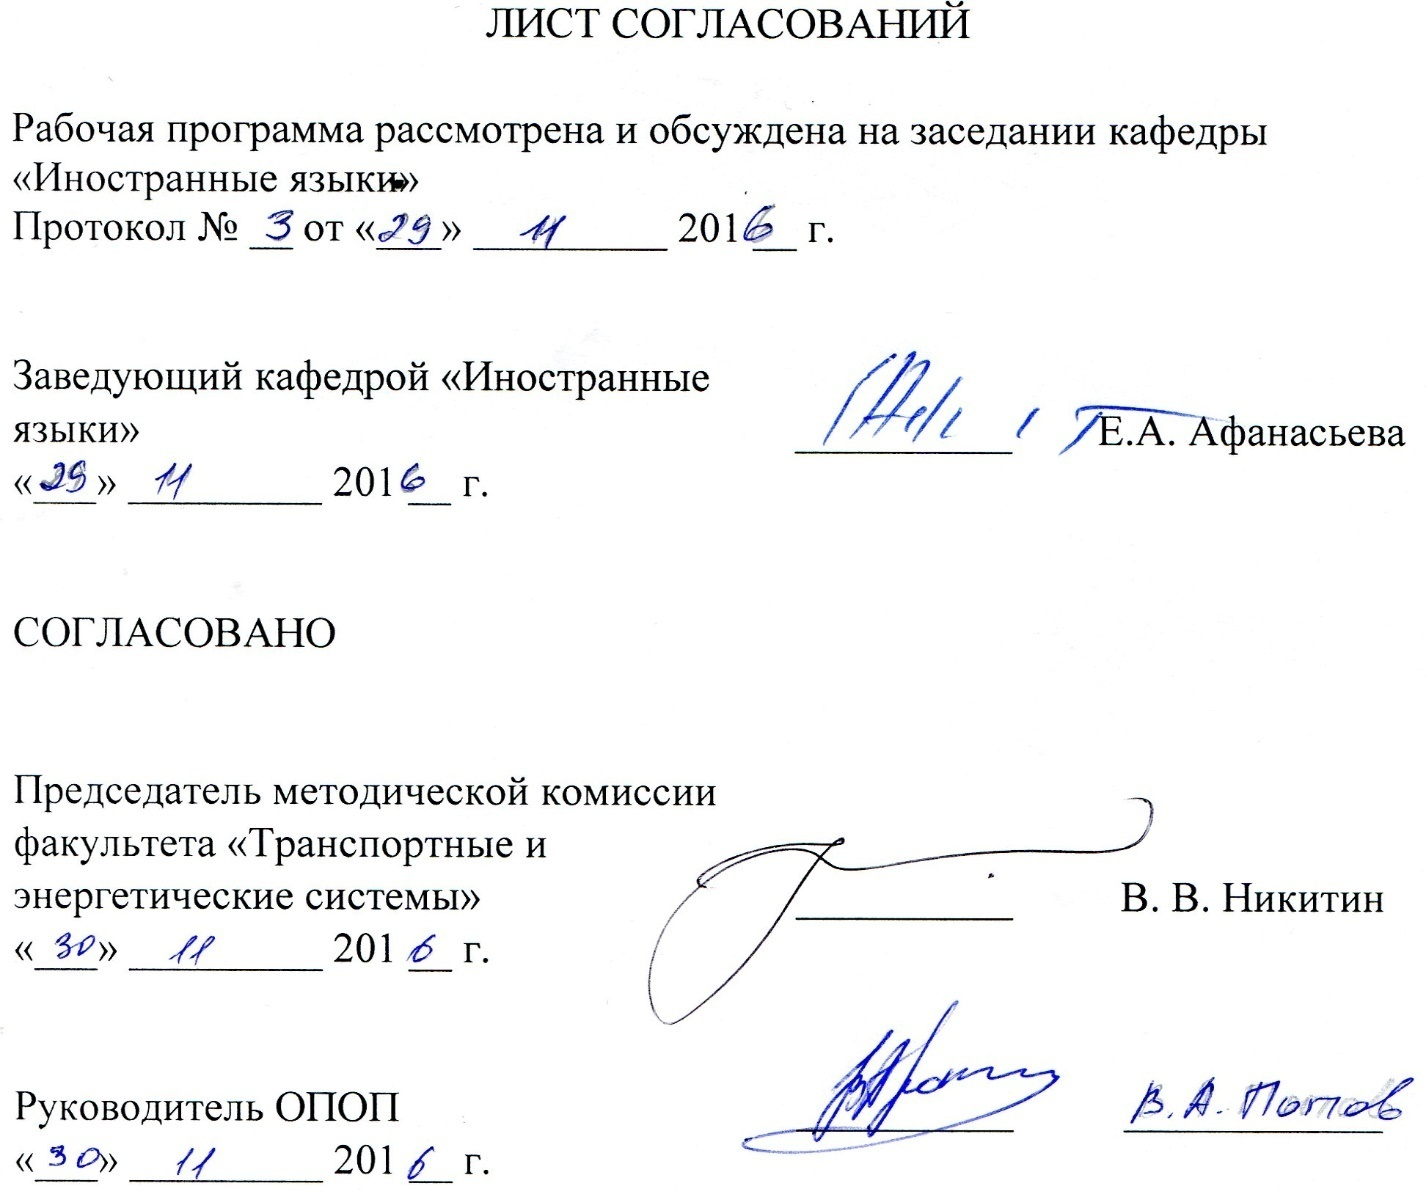 ЛИСТ СОГЛАСОВАНИЙ
Рабочая программа рассмотрена и обсуждена на заседании кафедры
«Иностранные языки»
Протокол № 3 от «29» 11 2016 г.
Заведующий кафедрой «Иностранные
языки» Е.А. Афанасьева
«29» 11 2016 г.
СОГЛАСОВАНО
Председатель методической комиссии
факультета «Транспортные и
энергетические системы» В. В. Никитин
«30» 11 2016 г.
Руководитель ОПОП В. А.
«30» 11 2016 г.